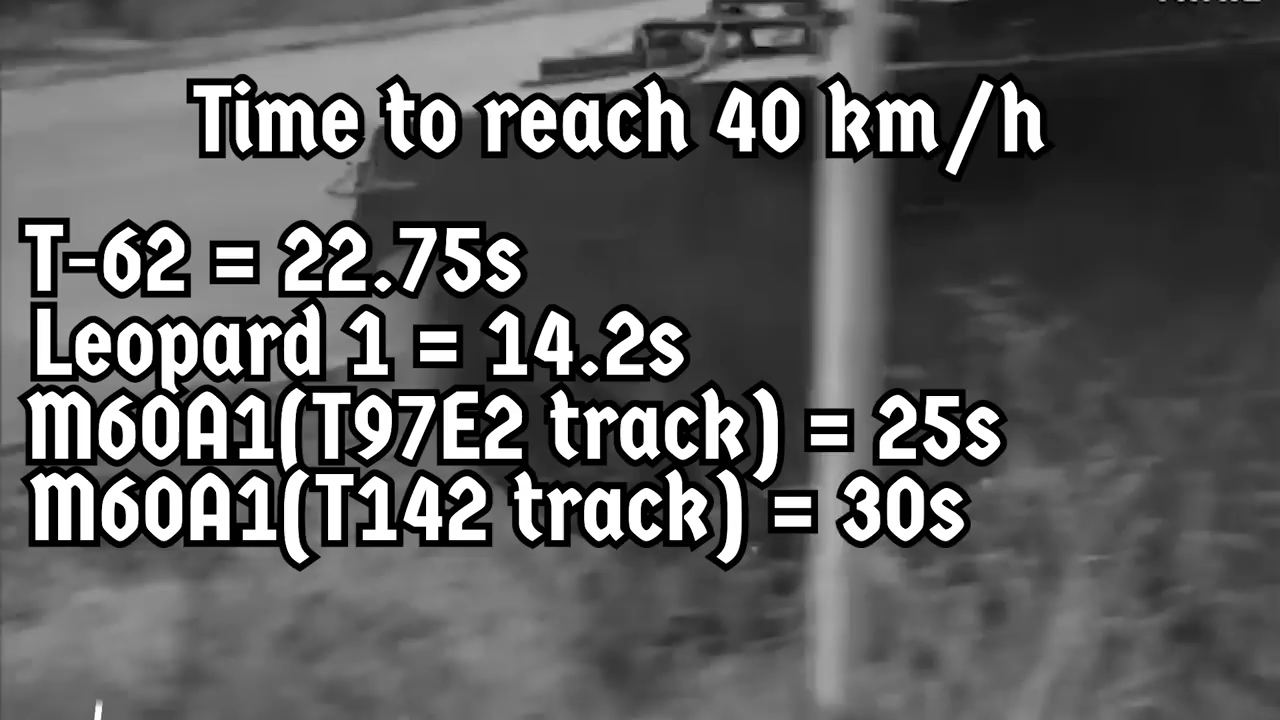 Time to reach 40 km/h
T-62 = 22.75s
Leopard 1 = 14.2s
M60A1(T97E2 track) = 25s
M60A1(T142 track) = 30s